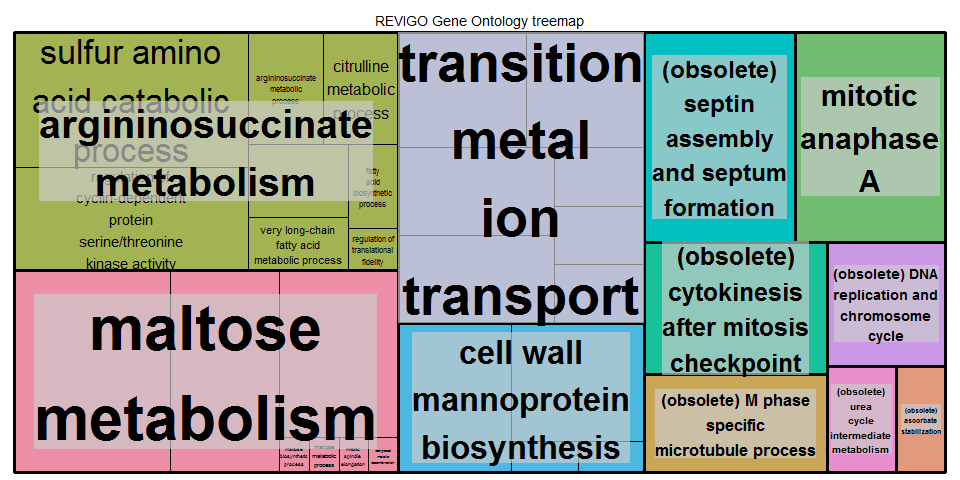 REVIGO Gene Ontology treemap
sulfur amino
acid catabolic
process
argininosuccinate
metabolism
argininosuccinate
metabolic
process
citrulline
metabolic
process
cyclin-dependent
protein
serine/threonine
kinase activity
fatty
acid
biosynthetic
process
very long-chain
fatty acid
metabolic process
regulation of
translational
fidelity
transition
metal
ion
transport
(obsolete)
septin
assembly
and septum
formation
mitotic
anaphase
A
maltose
metabolism
maltose
biosynthetic
process
maltose
metabolic
process
mitotic
spindle
elongation
cell wall
mannoprotein
biosynthesis
(obsolete)
cytokinesis
after mitosis
checkpoint
(obsolete) DNA
replication and
chromosome
cycle
(obsolete) M phase
specific
microtubule process
(obsolete)
urea
cycle
intermediate
metabolism
(obsolete)
ascorbate
stabilization